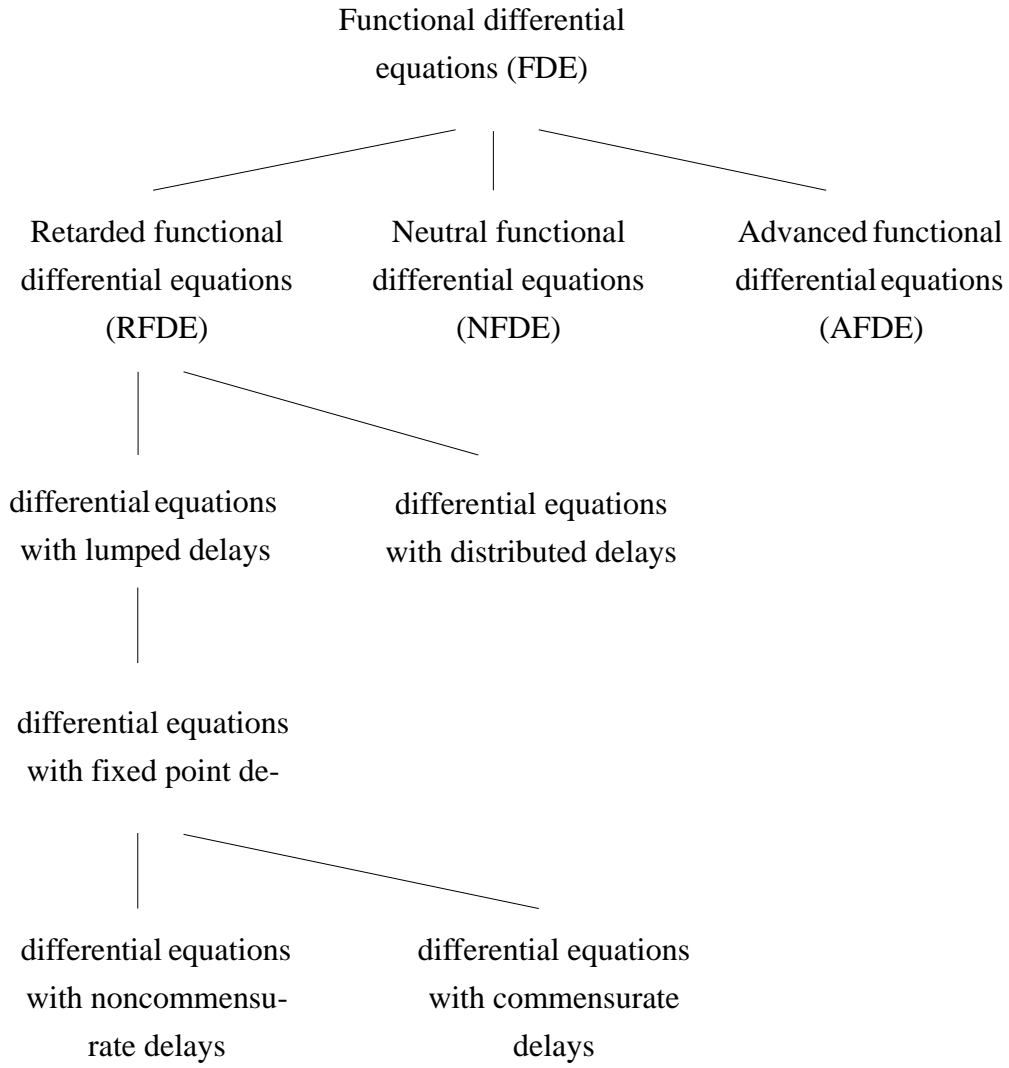 Functional differential
equations (FDE)
Retarded functional
differential equations
(RFDE)
Neutral functional
differential equations
(NFDE)
Advanced functional
differential equations
(AFDE)
differential equations
with lumped delays
differential equations
with distributed delays
differential equations
with fixed point de-
differential equations
with noncommensu-
rate delays
differential equations
with commensurate
delays